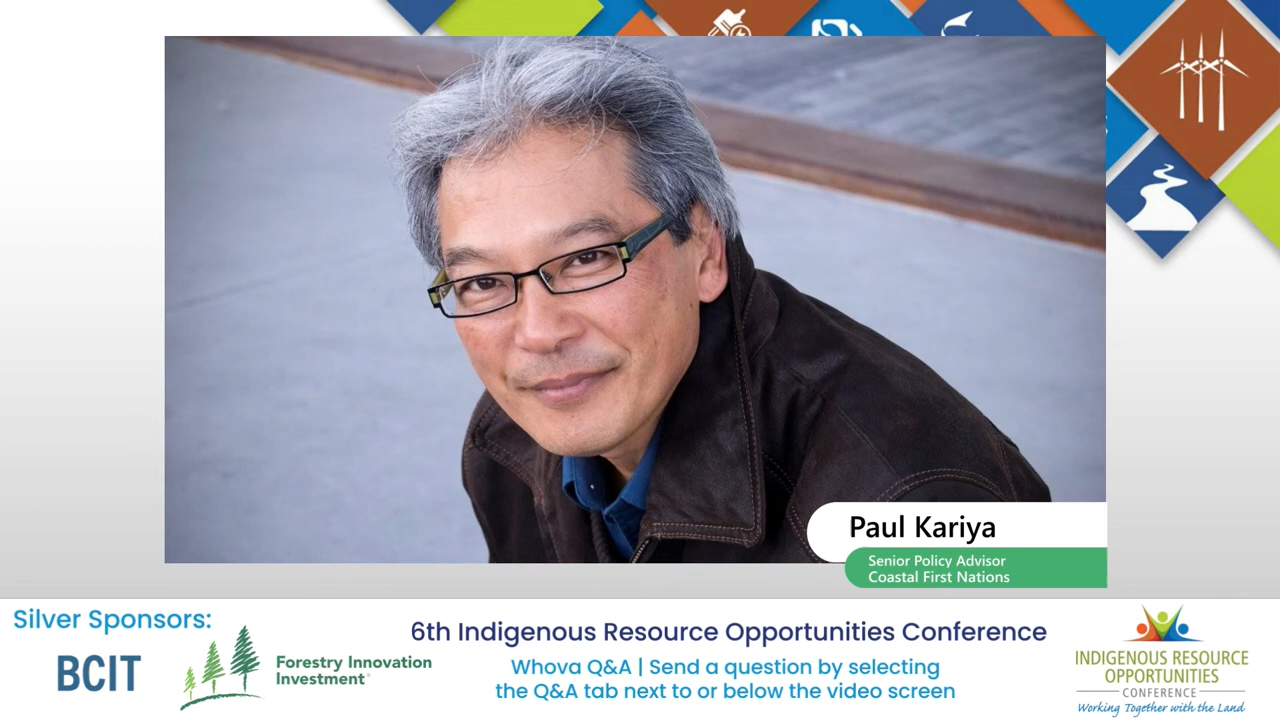 Paul Kariya
Senior Policy Advisor
Coastal First Nations
Silver Sponsors:
BCIT
Forestry Innovation
Investment
6th Indigenous Resource Opportunities Conference
Whova Q&A | Send a question by selecting
the Q&A tab next to or below the video screen
INDIGENOUS RESOURCE
OPPORTUNITIES
CONFERENCE
Working Together with the Land